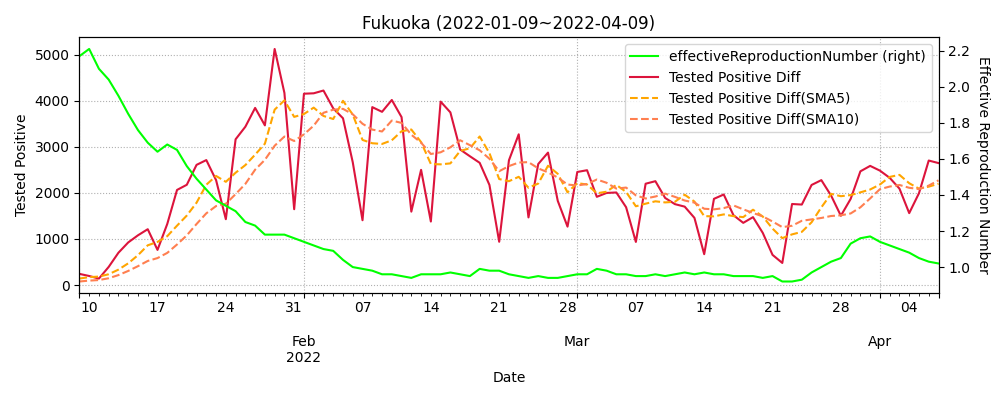 Fukuoka (2022-01-09~2022-04-09)
effectiveReproductionNumber (right)
Tested Positive Diff
Tested Positive Diff(SMA5)
Tested Positive Diff(SMA10)
Tested Positive
5000
4000
3000
2000
1000
0
2.2
2.0
1.8
1.6
1.4
1.2
1.0
Effective Reproduction Number
10 17 24 31 07 14 21 28 07 14 21 28 04
Feb Mar Apr
2022
Date